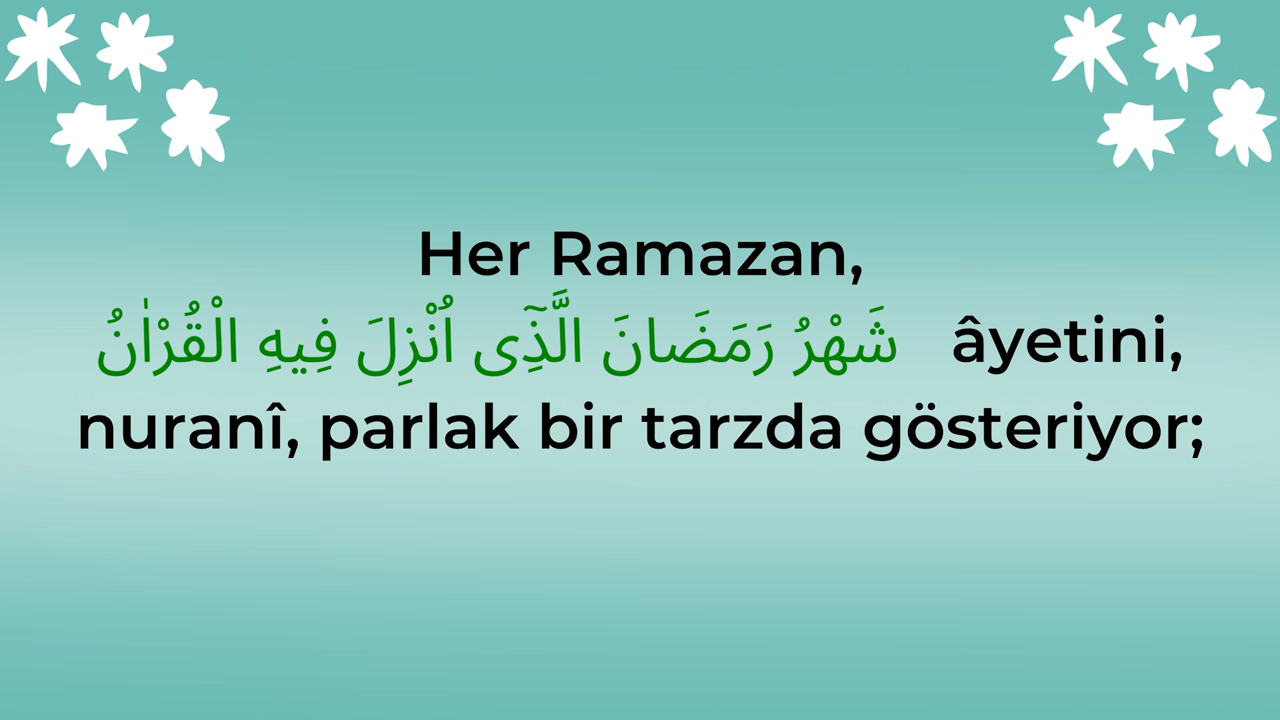 Her Ramazan,
شَهْرُ رَمَضَانَ الَّذِٓى اُنْزِلَ فِيهِ الْقُرْاٰنُ âyetini,
nuranî, parlak bir tarzda gösteriyor;